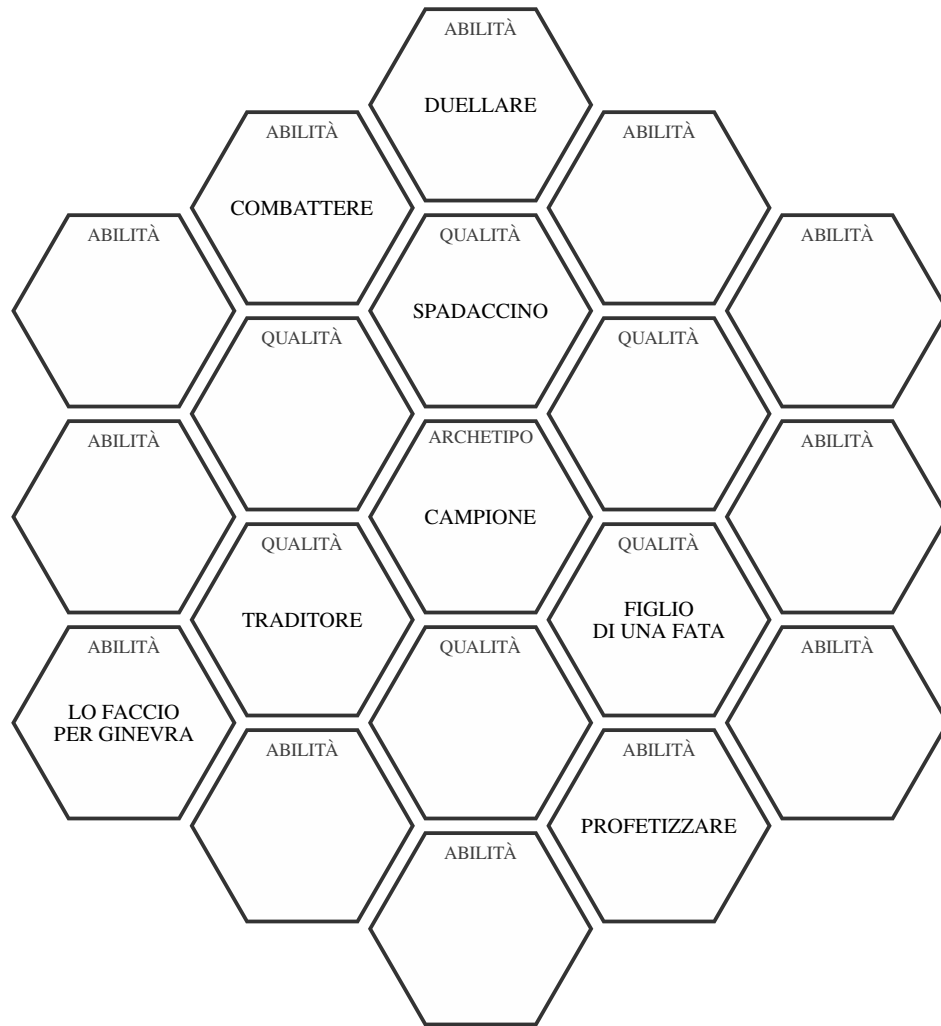 ABILITÀ
DUELLARE
ABILITÀ
COMBATTERE
ABILITÀ
ABILITÀ
QUALITÀ
SPADACCINO
ABILITÀ
QUALITÀ
QUALITÀ
ABILITÀ
ARCHETIPO
CAMPIONE
ABILITÀ
QUALITÀ
TRADITORE
QUALITÀ
FIGLIO
DI UNA FATA
ABILITÀ
LO FACCIO
PER GINEVRA
QUALITÀ
ABILITÀ
ABILITÀ
ABILITÀ
PROFETIZZARE
ABILITÀ